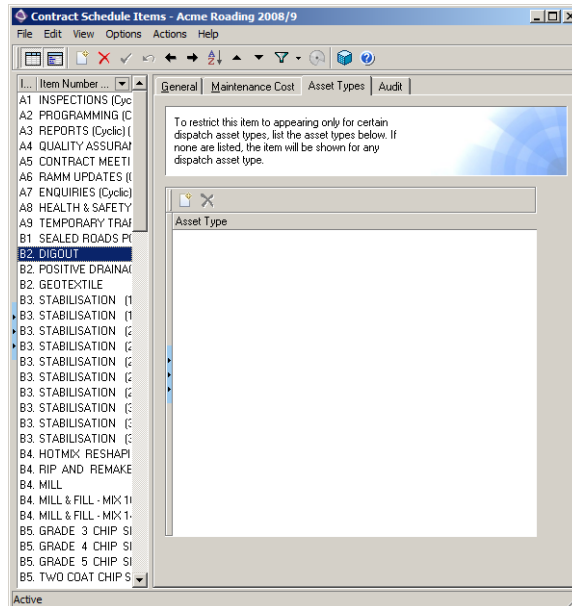 Contract Schedule Items - Acme Roading 2008/9
File Edit View Options Actions Help
I... Item Number ...
A1 INSPECTIONS (Cyc
A2 PROGRAMMING (C
A3 REPORTS (Cyclic) (
A4 QUALITY ASSURAN
A5 CONTRACT MEETI
A6 RAMM UPDATES (
A7 ENQUIRIES (Cyclic)
A8 HEALTH & SAFETY
A9 TEMPORARY TRAF
B1 SEALED ROADS P
B2. DIGOUT
B2. POSITIVE DRAINA
B2. GEOTEXTILE
B3. STABILISATION (1
B3. STABILISATION (1
B3. STABILISATION (2
B3. STABILISATION (2
B3. STABILISATION (2
B3. STABILISATION (2
B3. STABILISATION (2
B3. STABILISATION (3
B3. STABILISATION (3
B3. STABILISATION (3
B4. HOTMIX RESHAPI
B4. RIP AND REMAKE
B4. MILL
B4. MILL & FILL - MIX 1
B4. MILL & FILL - MIX 1
B5. GRADE 3 CHIP S
B5. GRADE 4 CHIP S
B5. GRADE 5 CHIP S
B5. TWO COAT CHIP S
General Maintenance Cost Asset Types Audit
To restrict this item to appearing only for certain
dispatch asset types, list the asset types below. If
none are listed, the item will be shown for any
dispatch asset type.
Asset Type
Active